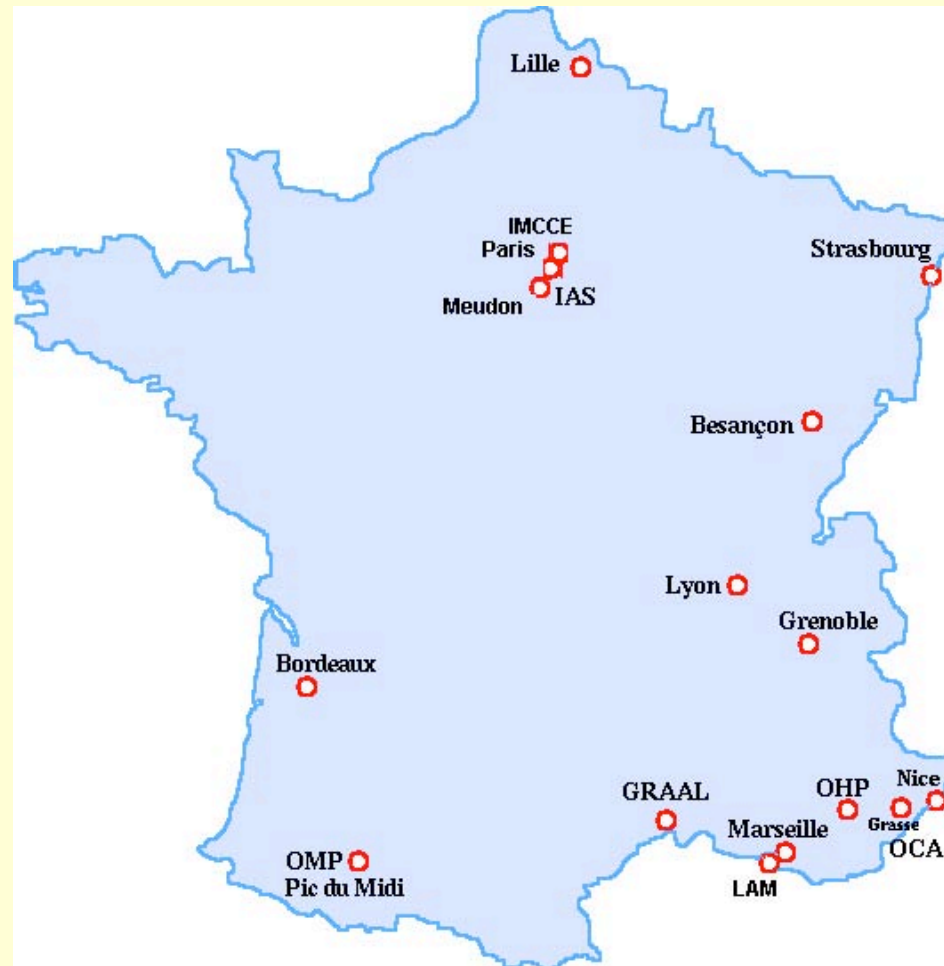 Lille
IMCCE
Paris
Strasbourg
IAS
Meudon
Besançon
Lyon
Grenoble
Bordeaux
Nice
OHP
GRAAL
Grasse
Marseille
OCA
OMP
LAM
Pic du Midi